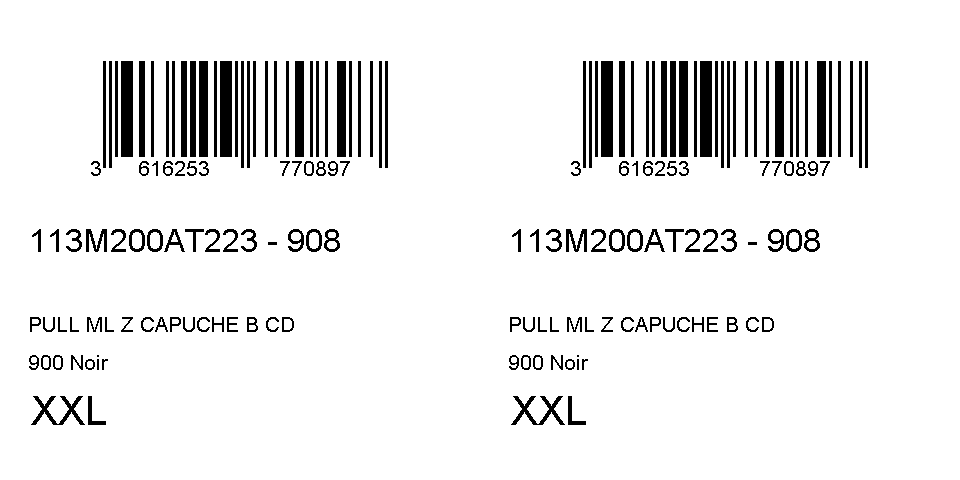 3 616253 770897
113M200AT223 - 908
PULL ML Z CAPUCHE B CD
900 Noir
XXL
3 616253 770897
113M200AT223 - 908
PULL ML Z CAPUCHE B CD
900 Noir
XXL